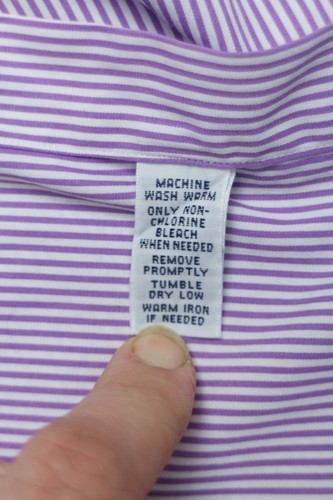 MACHINE
WASH WARM
ONLY NON-
CHLORINE
BLEACH
WHEN NEEDED
REMOVE
PROMPTLY
TUMBLE
DRY LOW
WARM IRON
IF NEEDED